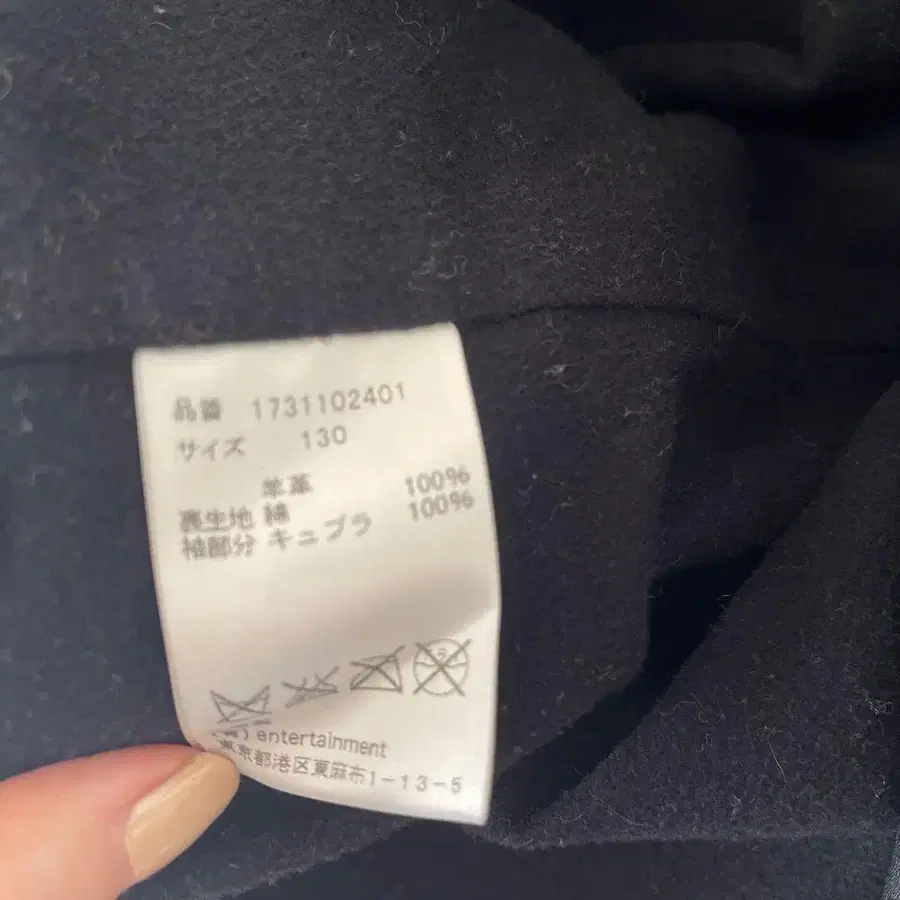 品番 1731102401
サイズ 130
羊革 100%
裏生地 綿 100%
袖部分 キュプラ
(有) entertainment
東京都港区東麻布1-13-5